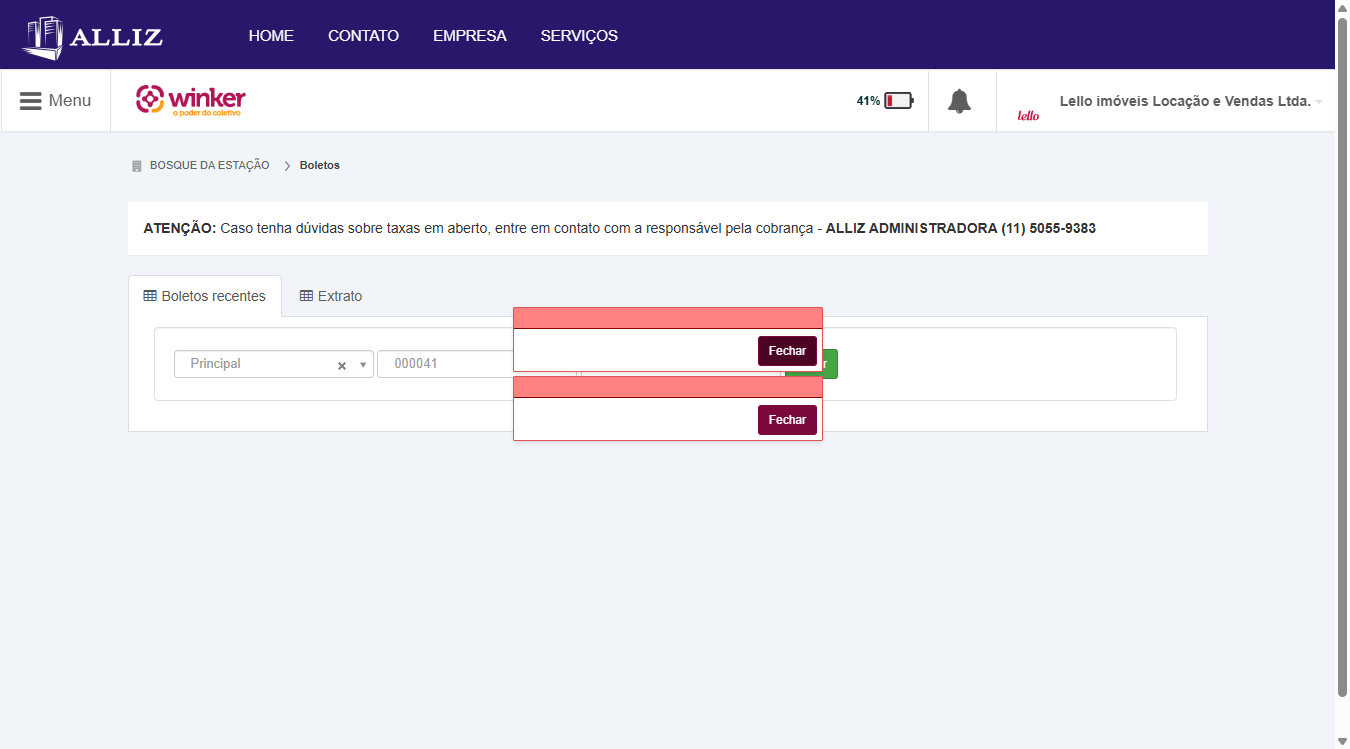 ALLIZ
HOME CONTATO EMPRESA SERVIÇOS
Menu
winker
o poder do coletivo
41%
lello
Lello imóveis Locação e Vendas Ltda.
BOSQUE DA ESTAÇÃO > Boletos
ATENÇÃO: Caso tenha dúvidas sobre taxas em aberto, entre em contato com a responsável pela cobrança - ALLIZ ADMINISTRADORA (11) 5055-9383
Boletos recentes Extrato
Principal × 000041
Fechar
Fechar